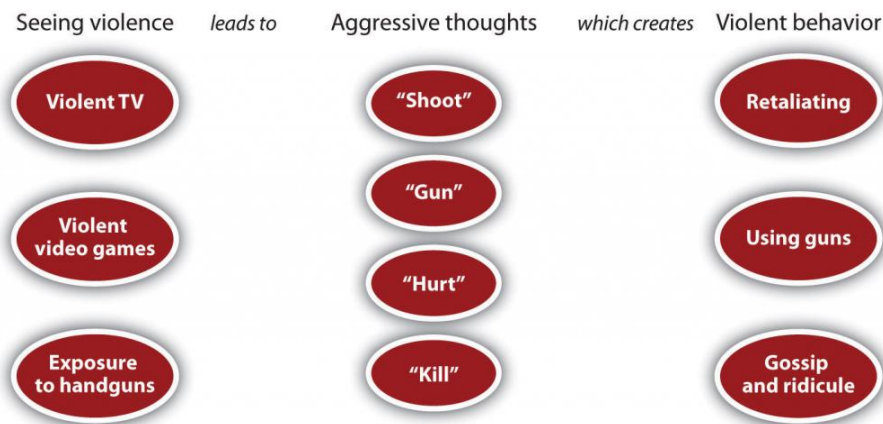 Seeing violence leads to Aggressive thoughts which creates Violent behavior
Violent TV
Violent
video games
Exposure
to handguns
“Shoot”
“Gun”
“Hurt”
“Kill”
Retaliating
Using guns
Gossip
and ridicule